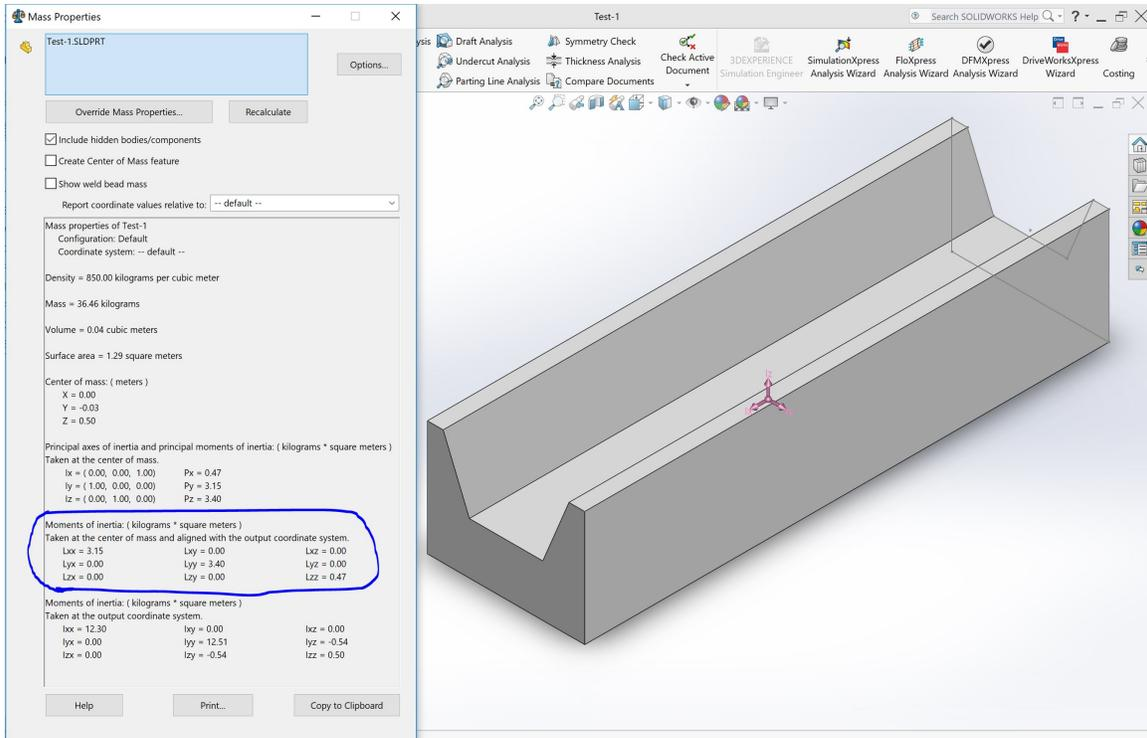 Mass Properties
Test-1.SLDPRT
Options...
Override Mass Properties...
Recalculate
Include hidden bodies/components
Create Center of Mass feature
Show weld bead mass
Report coordinate values relative to: -- default --
Mass properties of Test-1
Configuration: Default
Coordinate system: -- default --
Density = 850.00 kilograms per cubic meter
Mass = 36.46 kilograms
Volume = 0.04 cubic meters
Surface area = 1.29 square meters
Center of mass: ( meters )
X = 0.00
Y = -0.03
Z = 0.50
Principal axes of inertia and principal moments of inertia: ( kilograms * square meters )
Taken at the center of mass.
Ix = ( 0.00, 0.00, 1.00) Px = 0.47
Iy = ( 1.00, 0.00, 0.00) Py = 3.15
Iz = ( 0.00, 1.00, 0.00) Pz = 3.40
Moments of inertia: ( kilograms * square meters )
Taken at the center of mass and aligned with the output coordinate system.
Lxx = 3.15 Lxy = 0.00 Lxz = 0.00
Lyx = 0.00 Lyy = 3.40 Lyz = 0.00
Lzx = 0.00 Lzy = 0.00 Lzz = 0.47
Moments of inertia: ( kilograms * square meters )
Taken at the output coordinate system.
Ixx = 12.30 Ixy = 0.00 Ixz = 0.00
Iyx = 0.00 Iyy = 12.51 Iyz = -0.54
Izx = 0.00 Izy = -0.54 Izz = 0.50
Help
Print...
Copy to Clipboard
Test-1
Search SOLIDWORKS Help
?
ysis
Draft Analysis
Undercut Analysis
Parting Line Analysis
Symmetry Check
Thickness Analysis
Compare Documents
Check Active
Document
3DEXPERIENCE
Simulation Engineer
SimulationXpress
Analysis Wizard
FloXpress
Analysis Wizard
DFMXpress
Analysis Wizard
DriveWorksXpress
Wizard
Costing
Iz